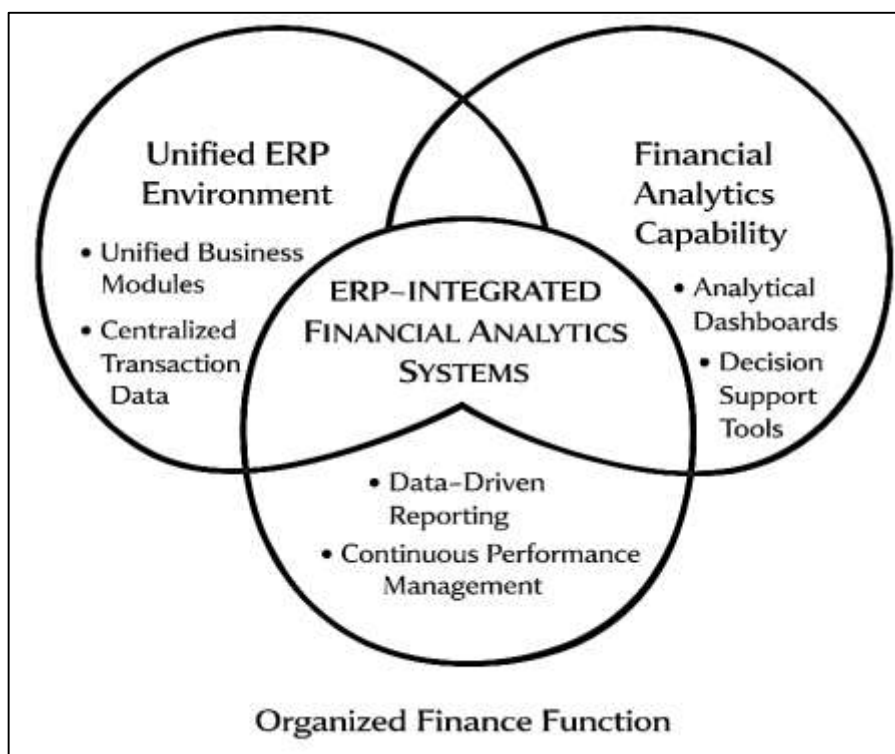 Unified ERP
Environment
• Unified Business
Modules
• Centralized
Transaction
Data
Financial
Analytics
Capability
• Analytical
Dashboards
• Decision
Support
Tools
ERP–INTEGRATED
FINANCIAL ANALYTICS
SYSTEMS
• Data–Driven
Reporting
• Continuous Performance
Management
Organized Finance Function